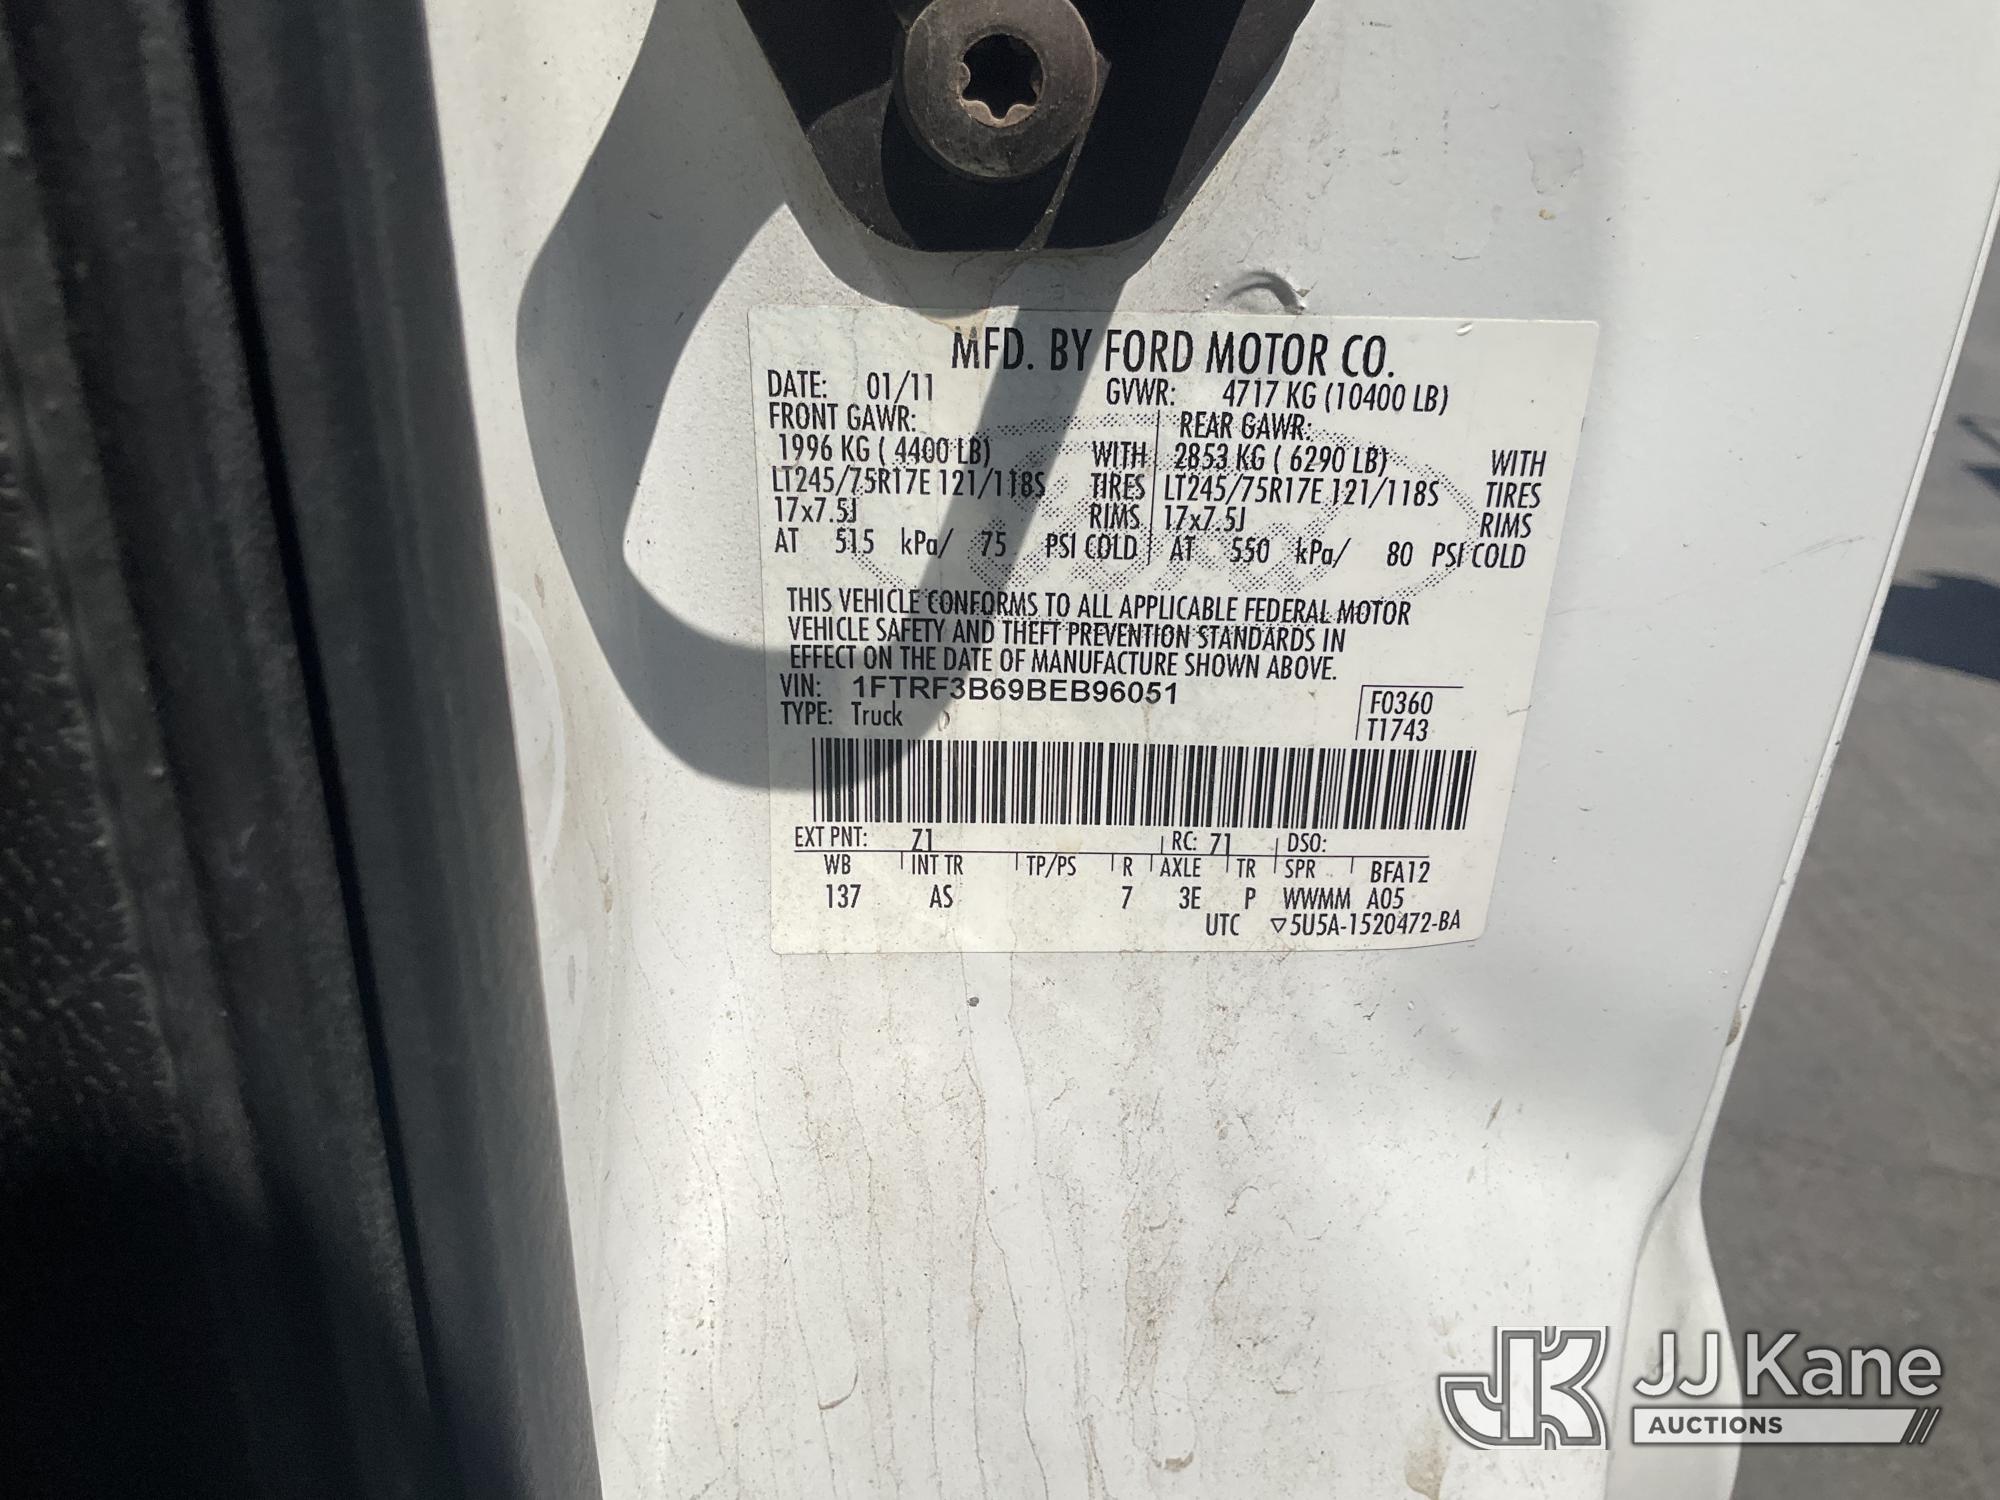 MFD. BY FORD MOTOR CO.
DATE: 01/11 GVWR: 4717 KG (10400 LB)
FRONT GAWR: REAR GAWR:
1996 KG ( 4400 LB) WITH 2853 KG ( 6290 LB) WITH
LT245/75R17E 121/118S TIRES LT245/75R17E 121/118S TIRES
17x7.5J RIMS 17x7.5J RIMS
AT 515 kPa/ 75 PSI COLD AT 550 kPa/ 80 PSI COLD
THIS VEHICLE CONFORMS TO ALL APPLICABLE FEDERAL MOTOR
VEHICLE SAFETY AND THEFT PREVENTION STANDARDS IN
EFFECT ON THE DATE OF MANUFACTURE SHOWN ABOVE.
VIN: 1FTRF3B69BEB96051 F0360
TYPE: Truck T1743
EXT PNT: Z1 RC: 71 DSO:
WB INT TR TP/PS R AXLE TR SPR BFA12
137 AS 7 3E P WWMM A05
UTC ▽5U5A-1520472-BA
JK JJ Kane
AUCTIONS